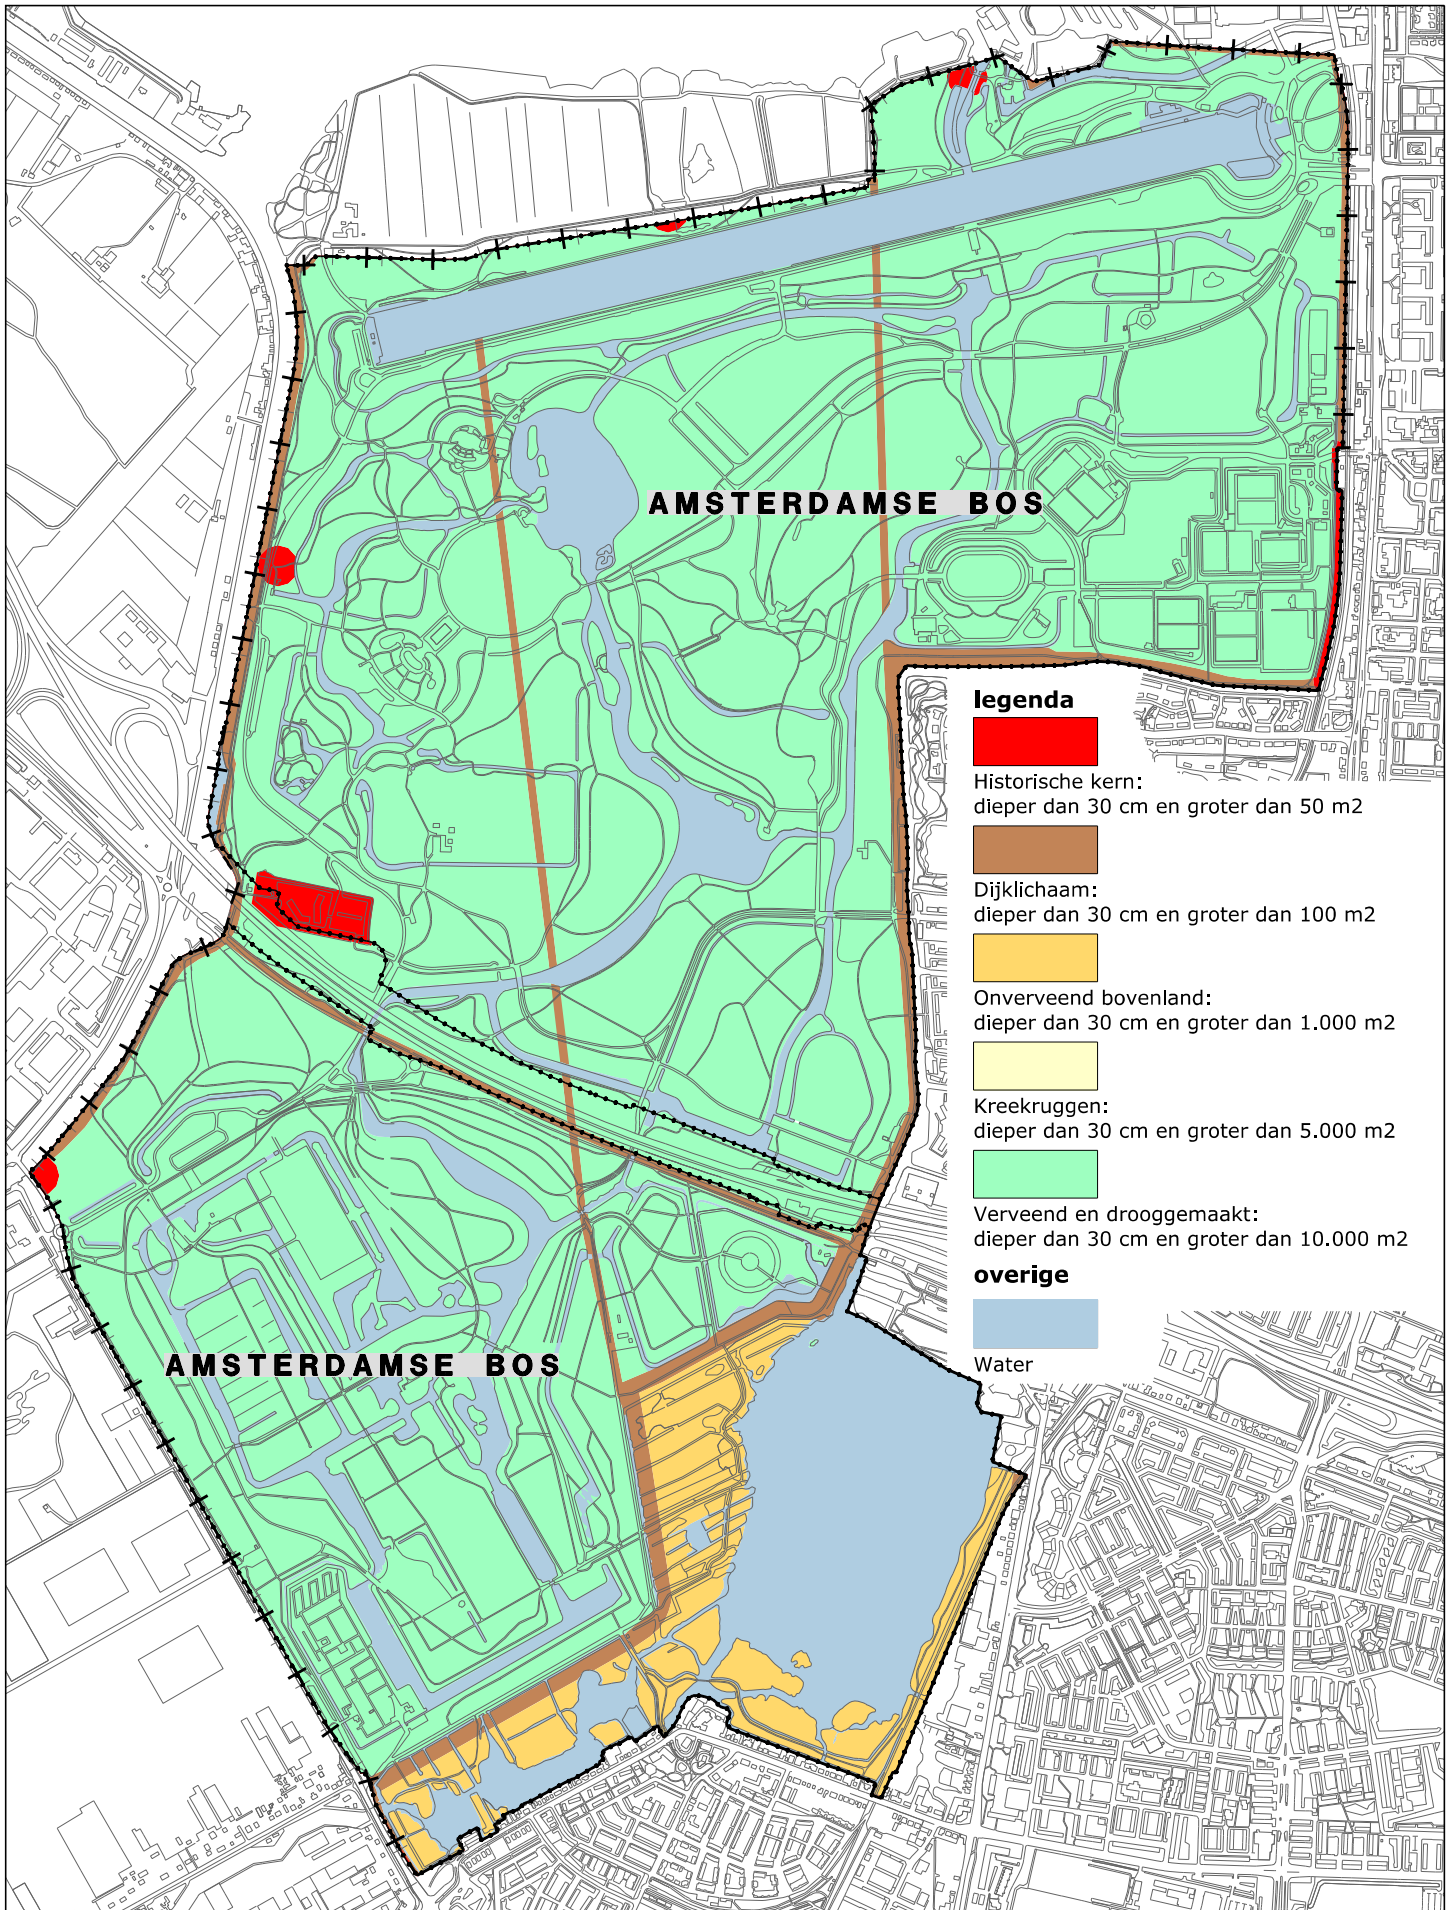 AMSTERDAMSE BOS
legenda
Historische kern:
dieper dan 30 cm en groter dan 50 m2
Dijklichaam:
dieper dan 30 cm en groter dan 100 m2
Onverveend bovenland:
dieper dan 30 cm en groter dan 1.000 m2
Kreekruggen:
dieper dan 30 cm en groter dan 5.000 m2
Verveend en drooggemaakt:
dieper dan 30 cm en groter dan 10.000 m2
overige
Water
AMSTERDAMSE BOS